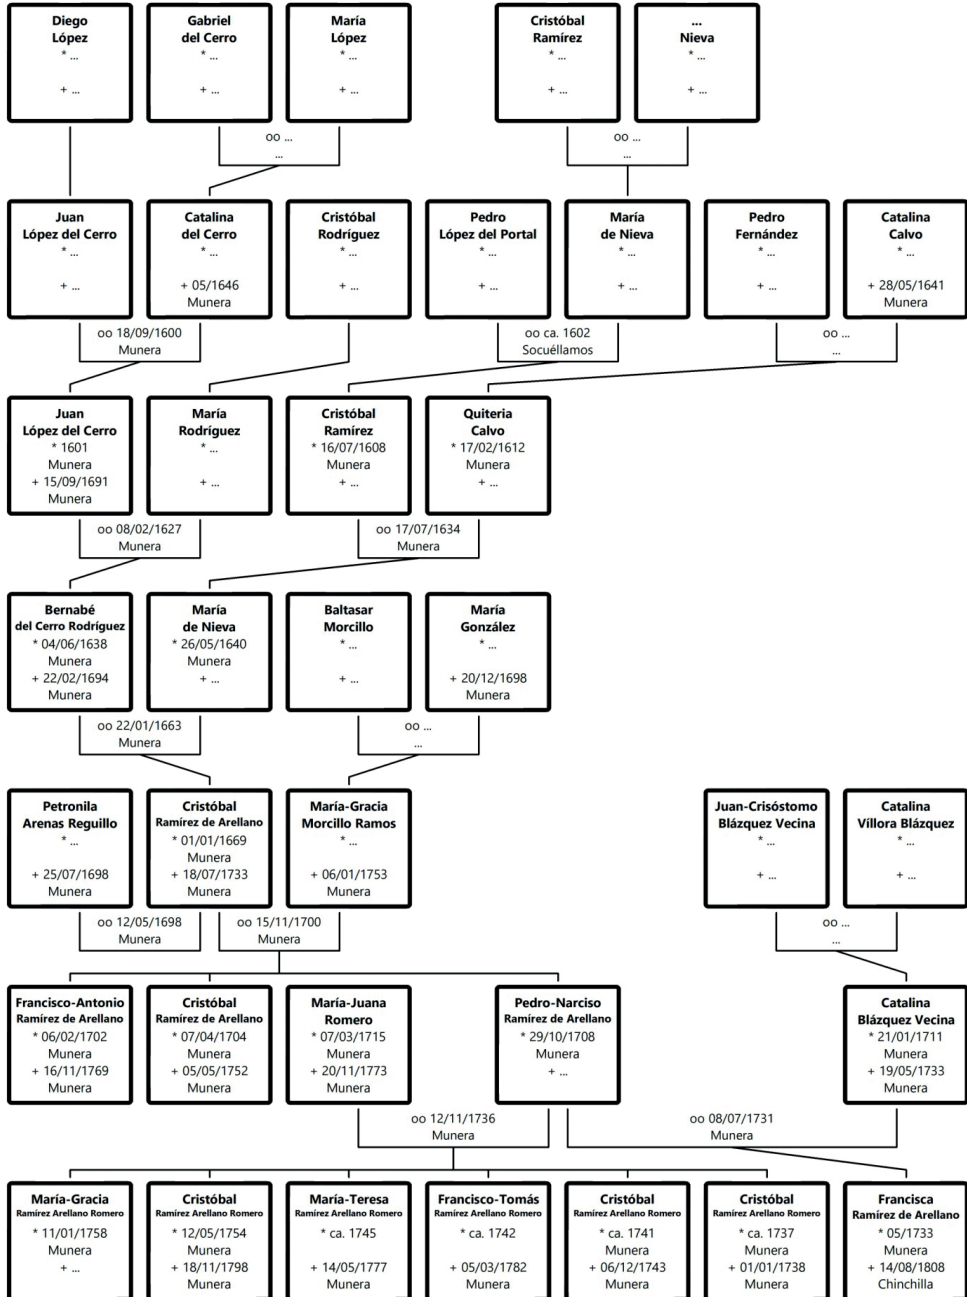 Diego
López
* ...
+ ...
Gabriel
del Cerro
* ...
+ ...
María
López
* ...
+ ...
Cristóbal
Ramírez
* ...
+ ...
...
Nieva
* ...
+ ...
oo ...
...
oo ...
...
Juan
López del Cerro
* ...
+ ...
Catalina
del Cerro
* ...
+ 05/1646
Munera
Cristóbal
Rodríguez
* ...
+ ...
Pedro
López del Portal
* ...
+ ...
María
de Nieva
* ...
+ ...
Pedro
Fernández
* ...
+ ...
Catalina
Calvo
* ...
+ 28/05/1641
Munera
oo 18/09/1600
Munera
oo ca. 1602
Socuéllamos
oo ...
...
Juan
López del Cerro
* 1601
Munera
+ 15/09/1691
Munera
María
Rodríguez
* ...
+ ...
Cristóbal
Ramírez
* 16/07/1608
Munera
+ ...
Quiteria
Calvo
* 17/02/1612
Munera
+ ...
oo 08/02/1627
Munera
oo 17/07/1634
Munera
Bernabé
del Cerro Rodríguez
* 04/06/1638
Munera
+ 22/02/1694
Munera
María
de Nieva
* 26/05/1640
Munera
+ ...
Baltasar
Morcillo
* ...
+ ...
María
González
* ...
+ 20/12/1698
Munera
oo 22/01/1663
Munera
oo ...
...
Petronila
Arenas Reguillo
* ...
+ 25/07/1698
Munera
Cristóbal
Ramírez de Arellano
* 01/01/1669
Munera
+ 18/07/1733
Munera
María-Gracia
Morcillo Ramos
* ...
+ 06/01/1753
Munera
Juan-Crisóstomo
Blázquez Vecina
* ...
+ ...
Catalina
Víllora Blázquez
* ...
+ ...
oo 12/05/1698
Munera
oo 15/11/1700
Munera
oo ...
...
Francisco-Antonio
Ramírez de Arellano
* 06/02/1702
Munera
+ 16/11/1769
Munera
Cristóbal
Ramírez de Arellano
* 07/04/1704
Munera
+ 05/05/1752
Munera
María-Juana
Romero
* 07/03/1715
Munera
+ 20/11/1773
Munera
Pedro-Narciso
Ramírez de Arellano
* 29/10/1708
Munera
+ ...
Catalina
Blázquez Vecina
* 21/01/1711
Munera
+ 19/05/1733
Munera
oo 12/11/1736
Munera
oo 08/07/1731
Munera
María-Gracia
Ramírez Arellano Romero
* 11/01/1758
Munera
+ ...
Cristóbal
Ramírez Arellano Romero
* 12/05/1754
Munera
+ 18/11/1798
Munera
María-Teresa
Ramírez Arellano Romero
* ca. 1745
+ 14/05/1777
Munera
Francisco-Tomás
Ramírez Arellano Romero
* ca. 1742
+ 05/03/1782
Munera
Cristóbal
Ramírez Arellano Romero
* ca. 1741
Munera
+ 06/12/1743
Munera
Cristóbal
Ramírez Arellano Romero
* ca. 1737
Munera
+ 01/01/1738
Munera
Francisca
Ramírez de Arellano
* 05/1733
Munera
+ 14/08/1808
Chinchilla